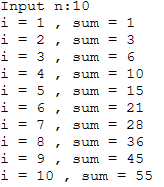 Input n:10
i = 1 , sum = 1
i = 2 , sum = 3
i = 3 , sum = 6
i = 4 , sum = 10
i = 5 , sum = 15
i = 6 , sum = 21
i = 7 , sum = 28
i = 8 , sum = 36
i = 9 , sum = 45
i = 10 , sum = 55